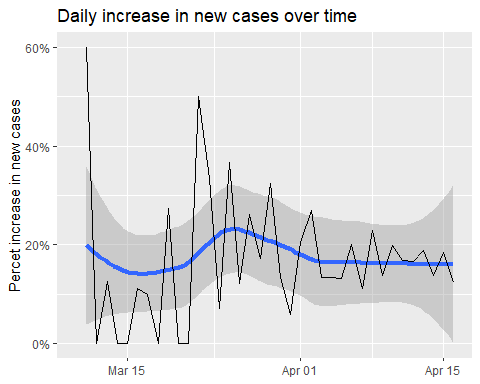 Daily increase in new cases over time
Percet increase in new cases
60%
40%
20%
0%
Mar 15
Apr 01
Apr 15